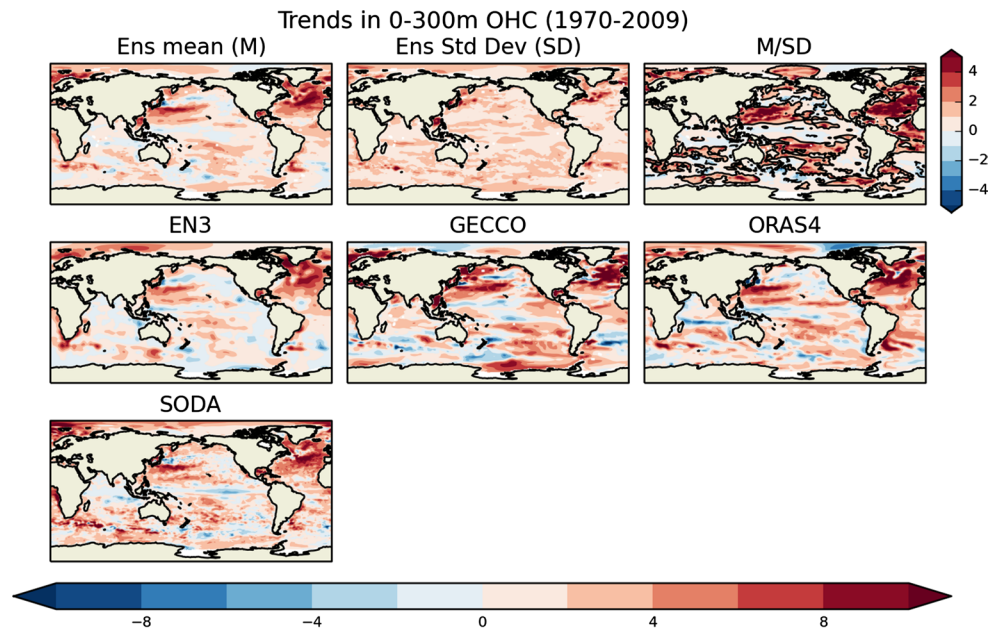 Trends in 0-300m OHC (1970-2009)
Ens mean (M) Ens Std Dev (SD) M/SD
4
2
0
−2
−4
EN3 GECCO ORAS4
SODA
−8 −4 0 4 8